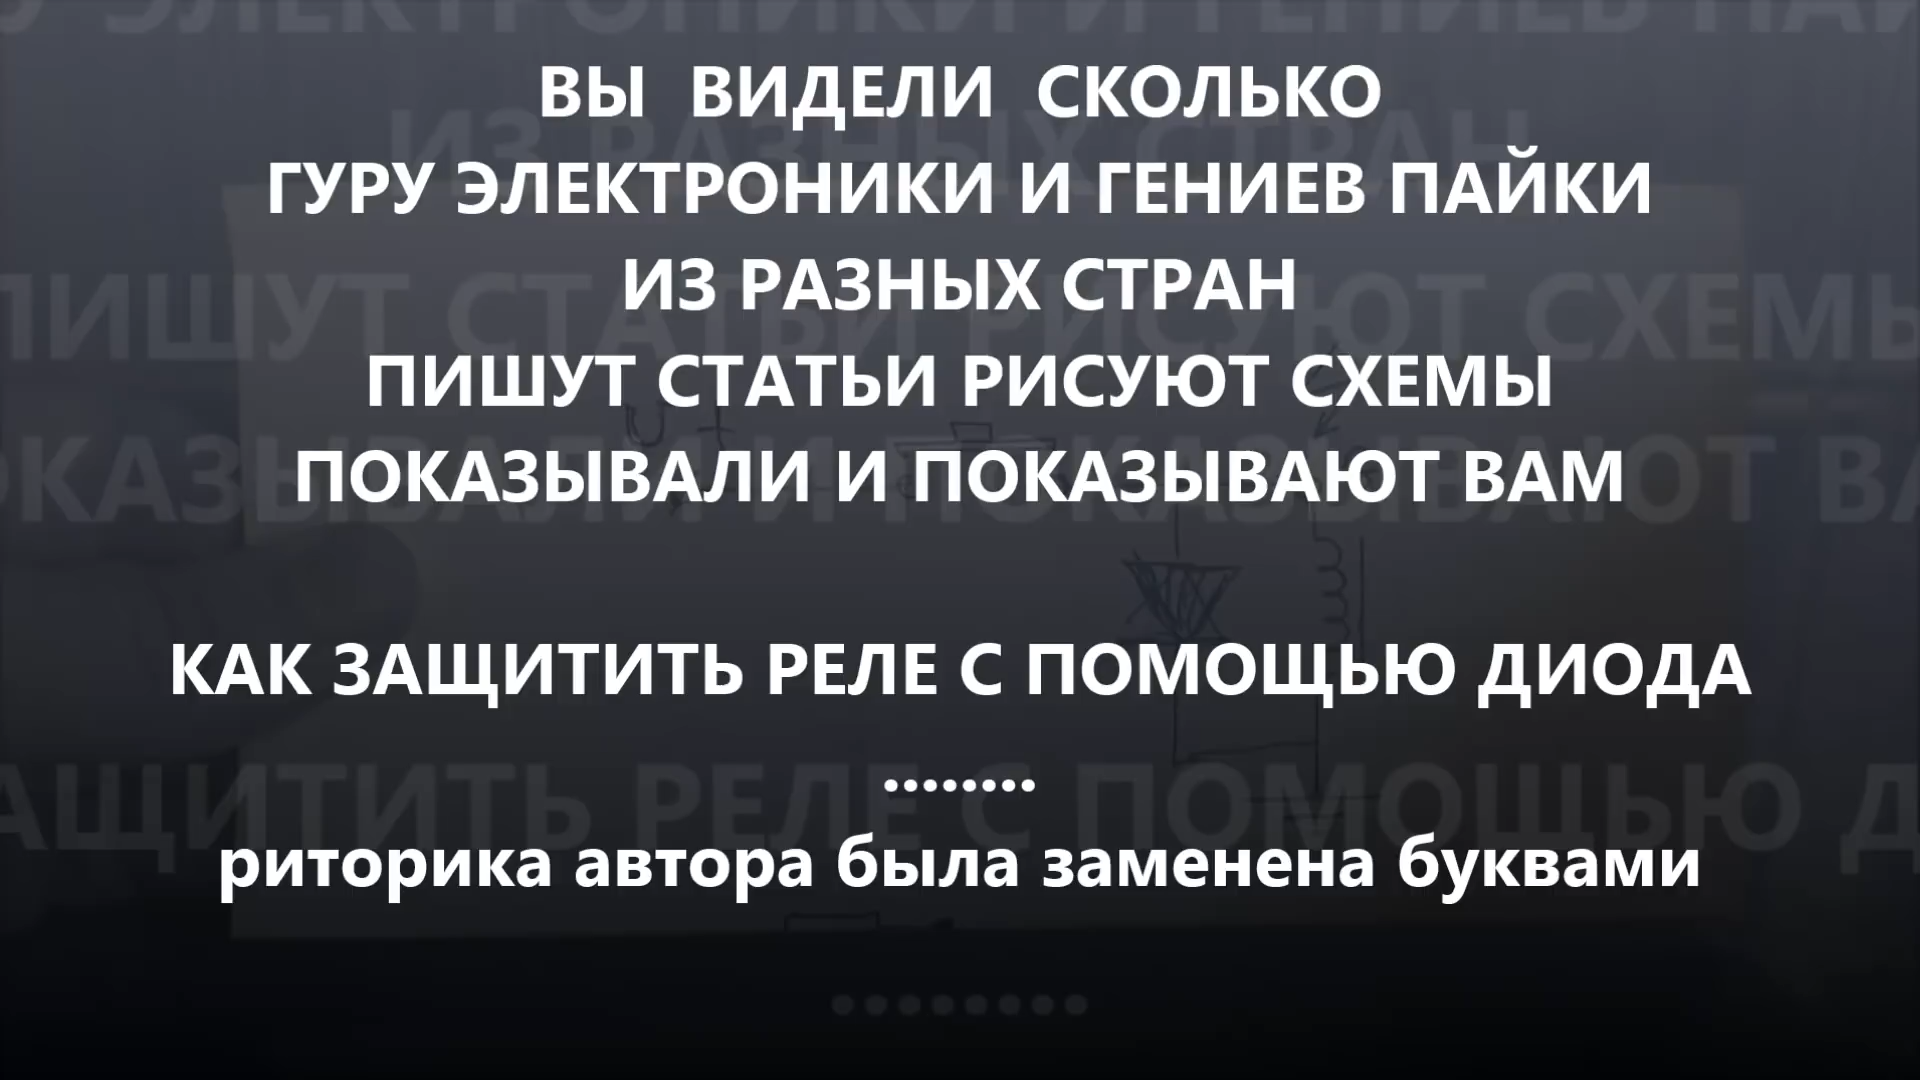 ВЫ ВИДЕЛИ СКОЛЬКО
ГУРУ ЭЛЕКТРОНИКИ И ГЕНИЕВ ПАЙКИ
ИЗ РАЗНЫХ СТРАН
ПИШУТ СТАТЬИ РИСУЮТ СХЕМЫ
ПОКАЗЫВАЛИ И ПОКАЗЫВАЮТ ВАМ
КАК ЗАЩИТИТЬ РЕЛЕ С ПОМОЩЬЮ ДИОДА
........
риторика автора была заменена буквами